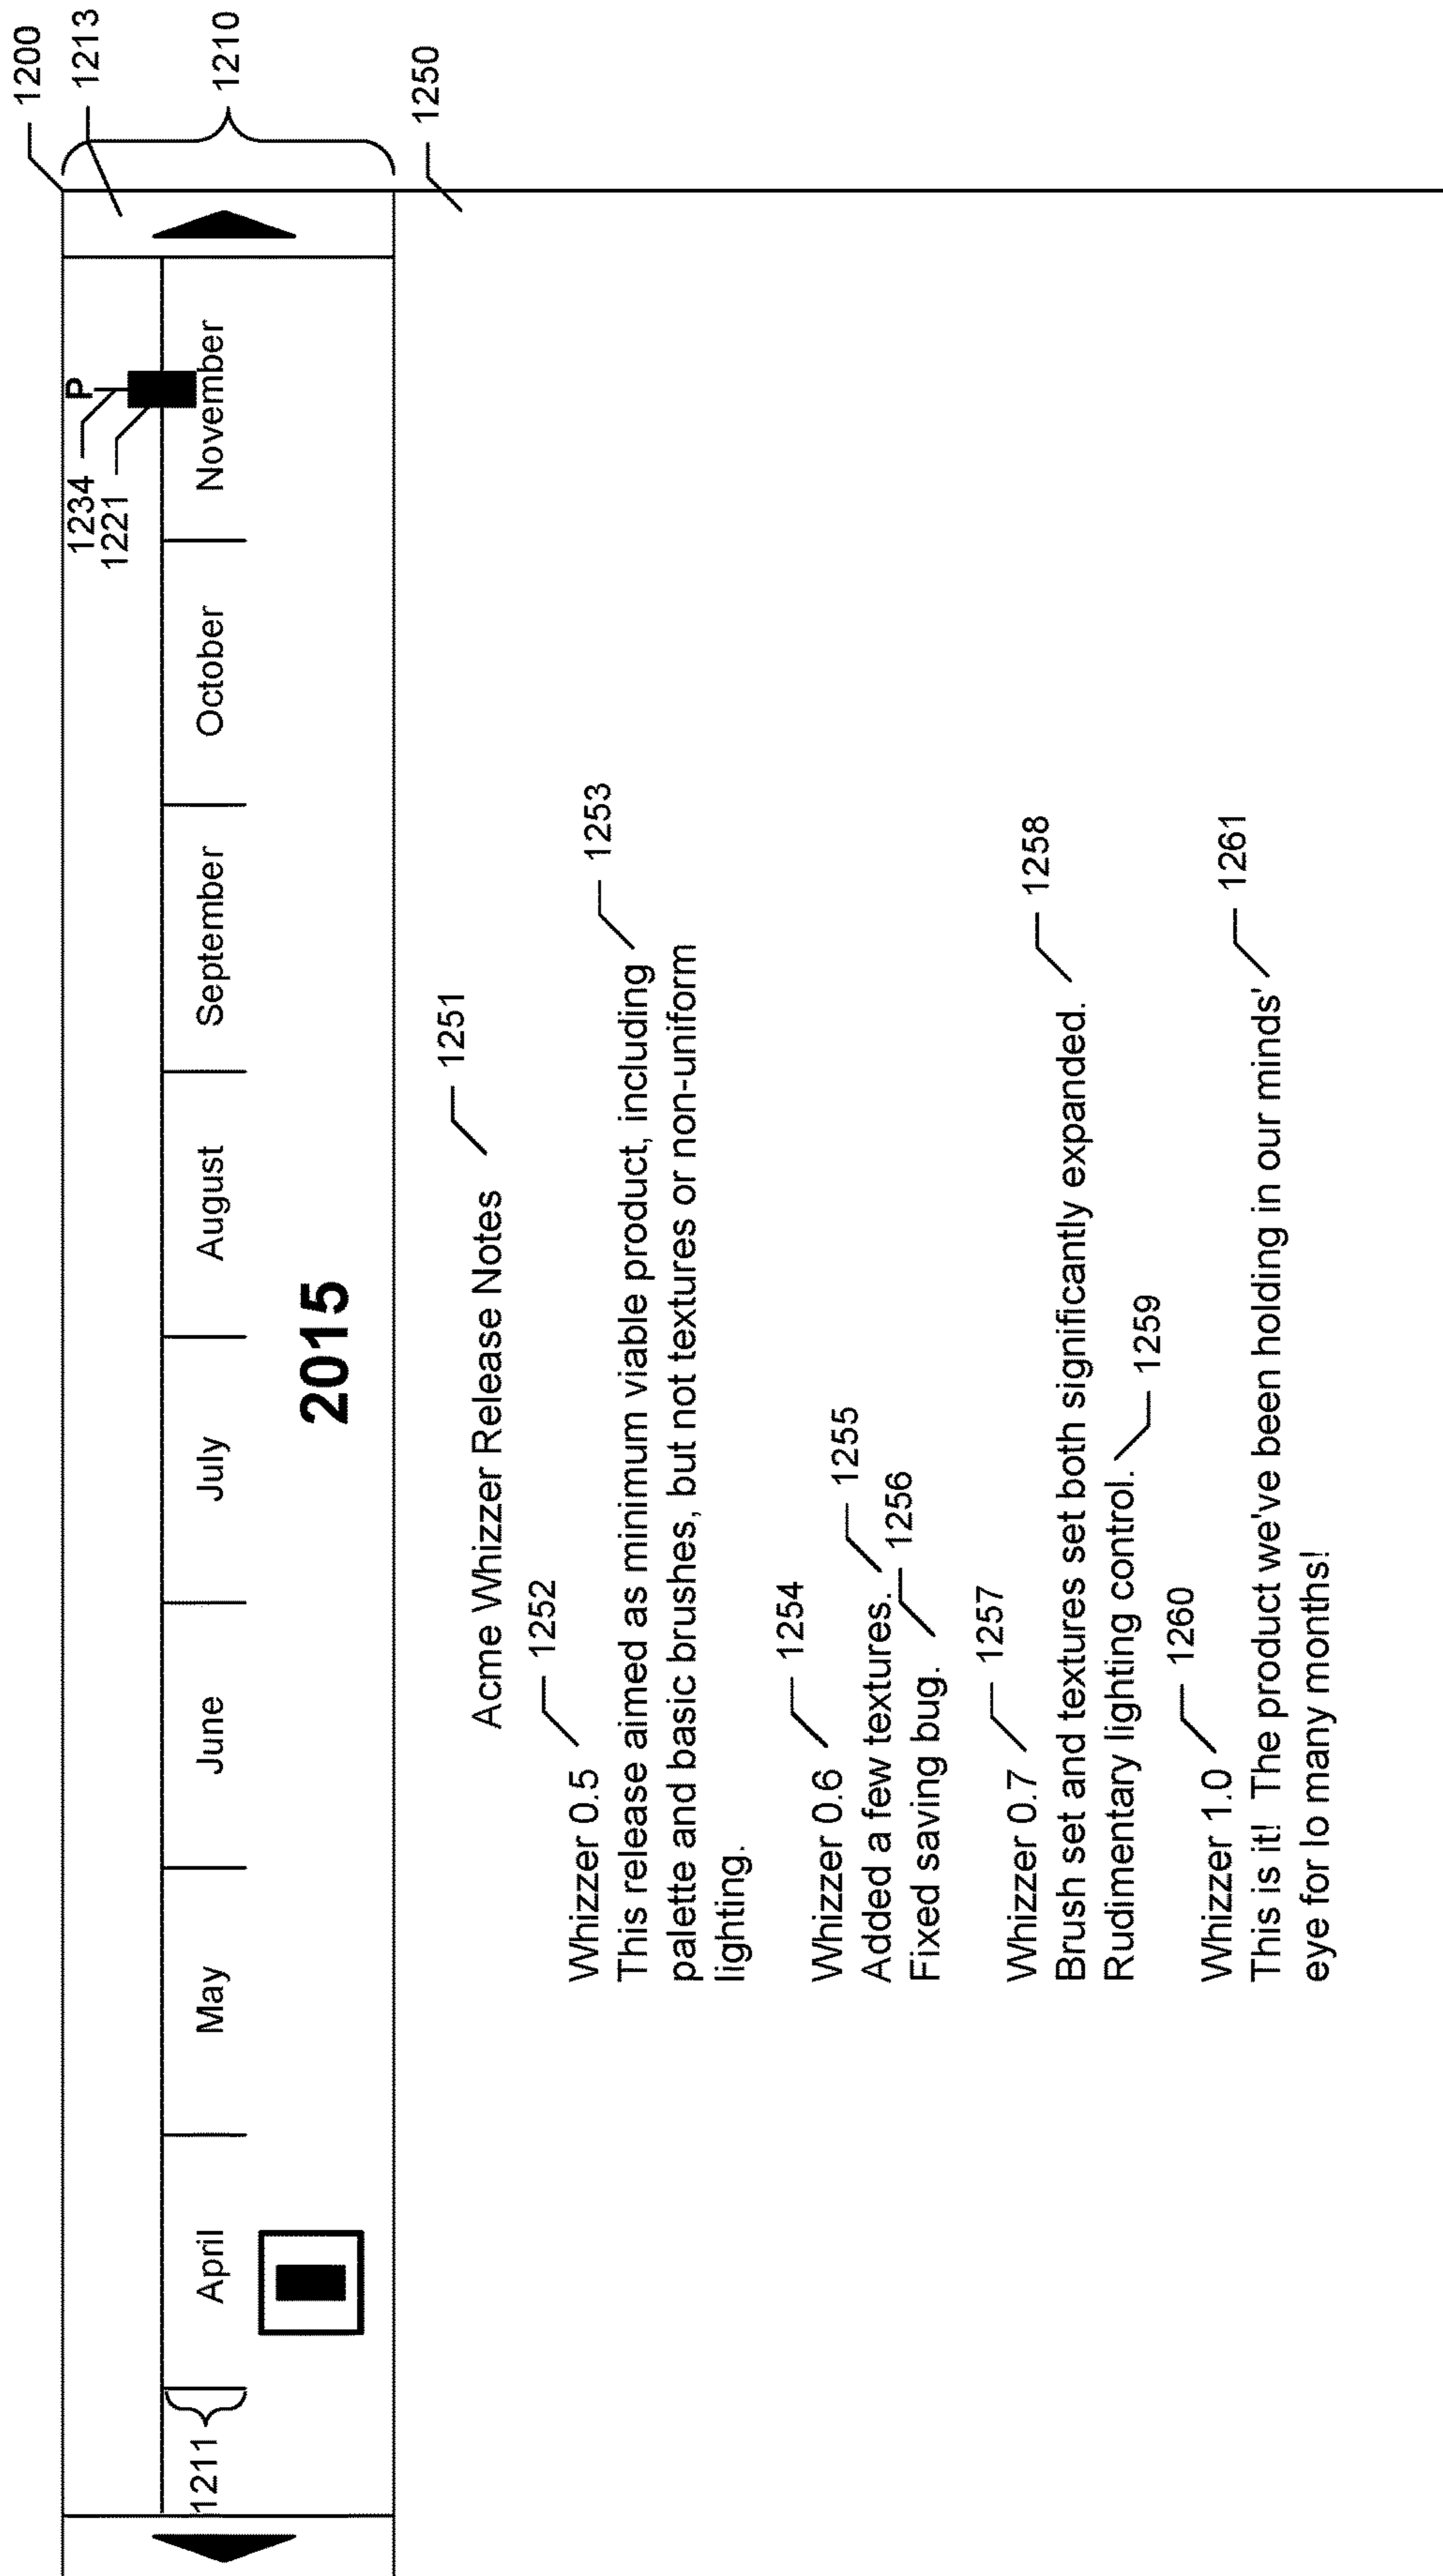 1200
1213
1210
P
1234
1221
1211
April
May
June
July
August
September
October
November
2015
1250
Acme Whizzer Release Notes
1251
Whizzer 0.5
1252
This release aimed as minimum viable product, including
1253
palette and basic brushes, but not textures or non-uniform
lighting.
Whizzer 0.6
1254
Added a few textures.
1255
Fixed saving bug.
1256
Whizzer 0.7
1257
Brush set and textures set both significantly expanded.
1258
Rudimentary lighting control.
1259
Whizzer 1.0
1260
This is it!  The product we've been holding in our minds'
1261
eye for lo many months!